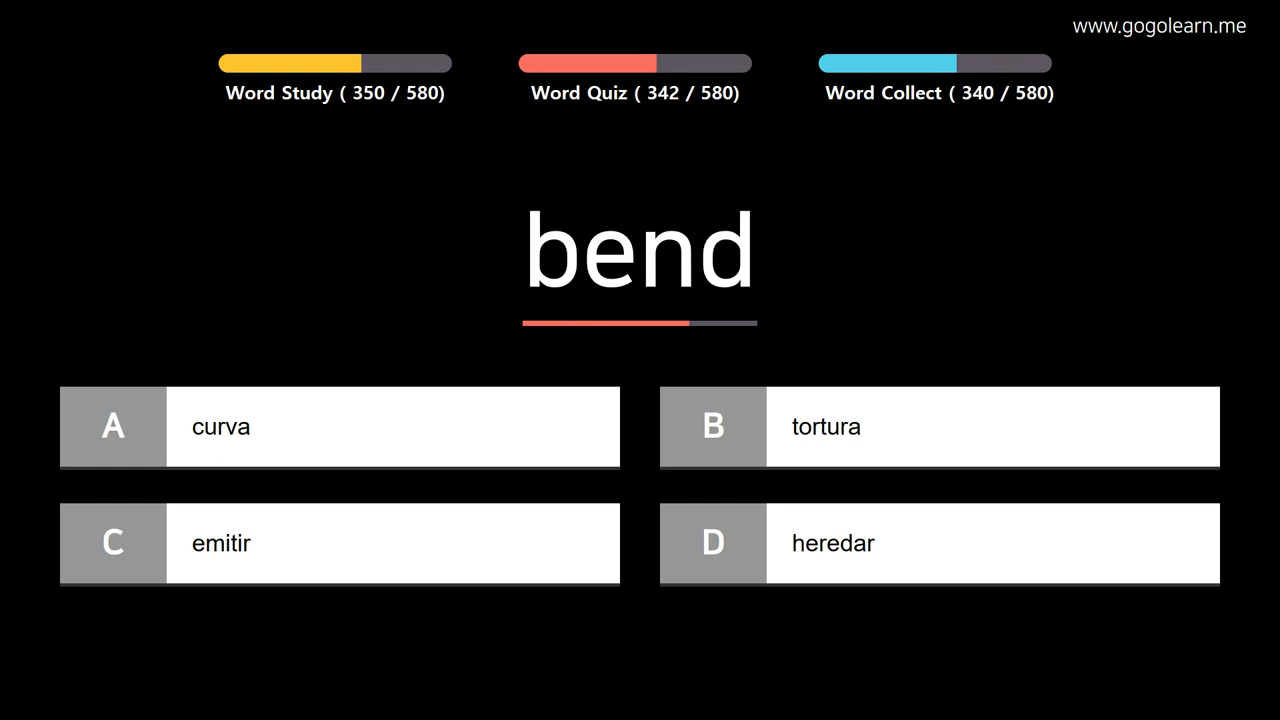 www.gogolearn.me
Word Study ( 350 / 580)
Word Quiz ( 342 / 580)
Word Collect ( 340 / 580)
bend
A curva
B tortura
C emitir
D heredar